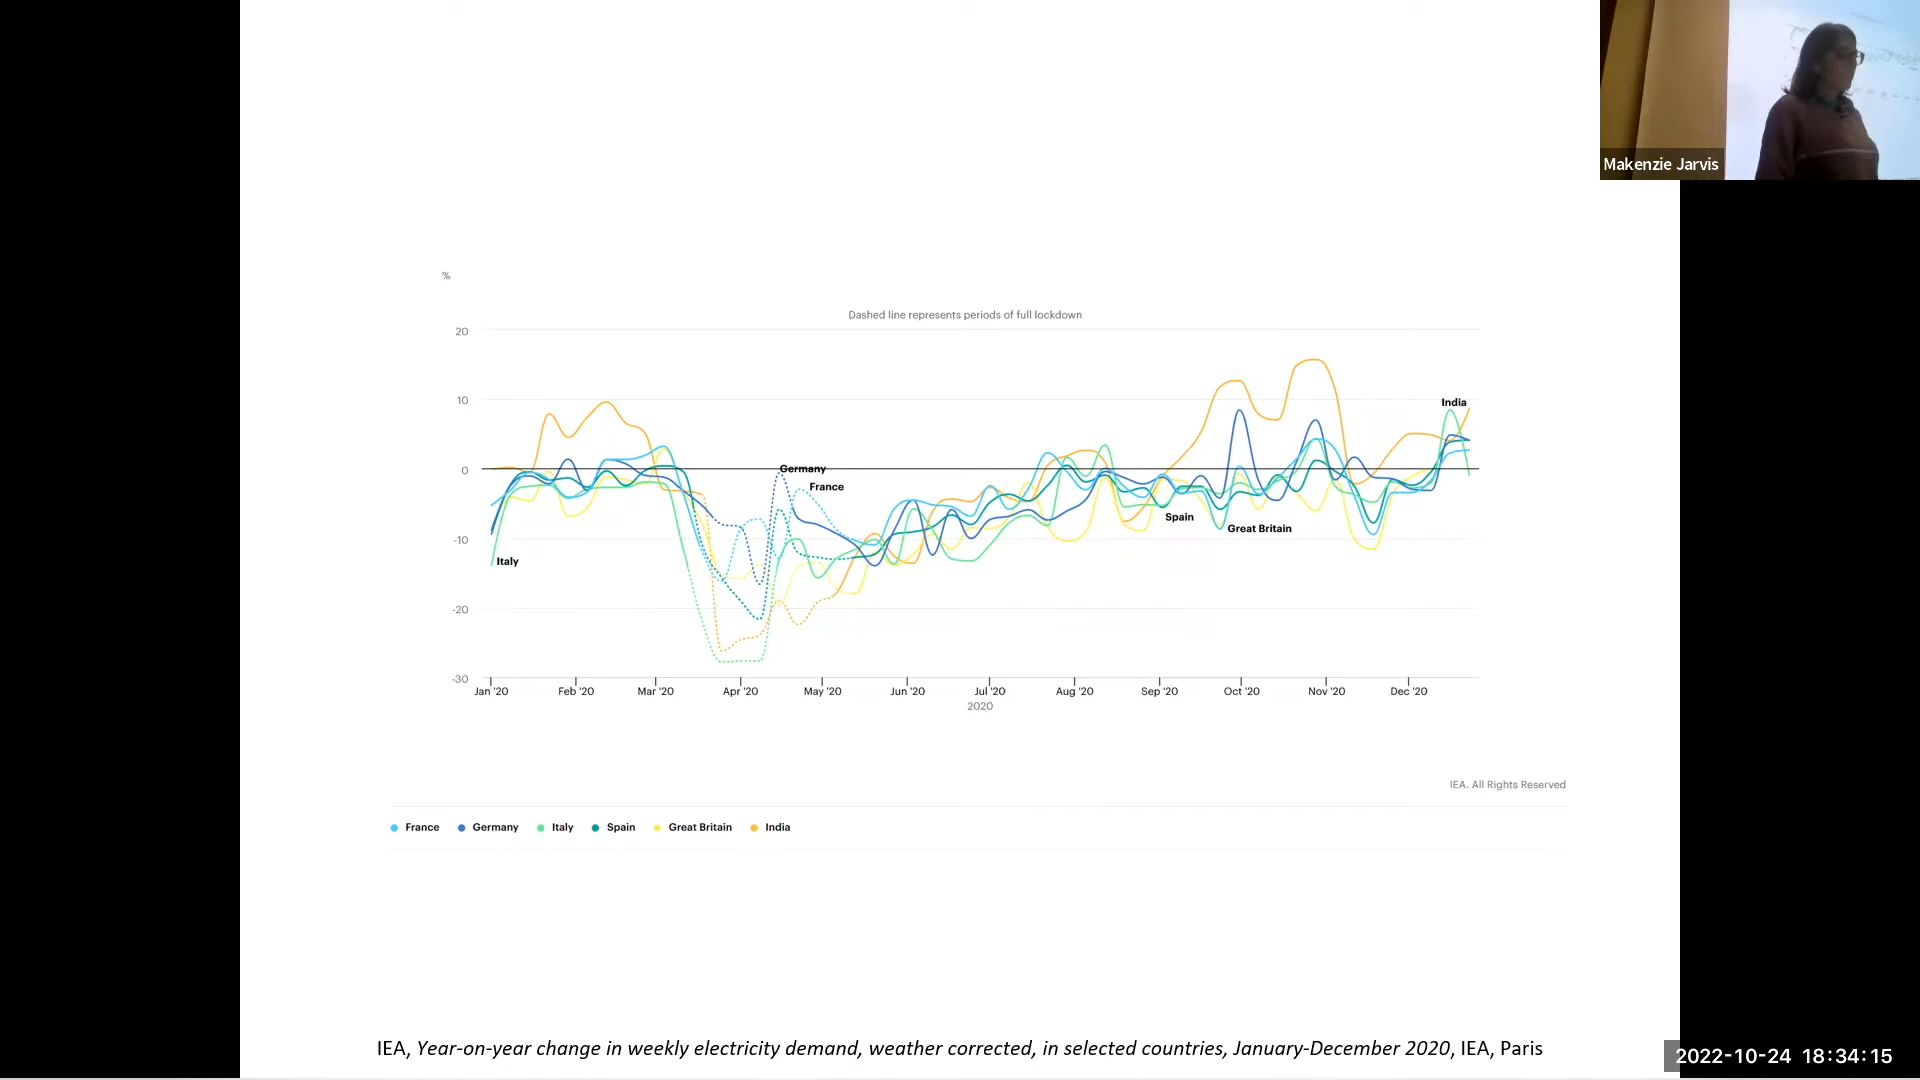 Makenzie Jarvis
%
Dashed line represents periods of full lockdown
20
10
0
-10
-20
-30
India
Germany
France
Spain
Great Britain
Italy
Jan '20 Feb '20 Mar '20 Apr '20 May '20 Jun '20 Jul '20 Aug '20 Sep '20 Oct '20 Nov '20 Dec '20
2020
IEA. All Rights Reserved
France Germany Italy Spain Great Britain India
IEA, Year-on-year change in weekly electricity demand, weather corrected, in selected countries, January-December 2020, IEA, Paris
2022-10-24 18:34:15